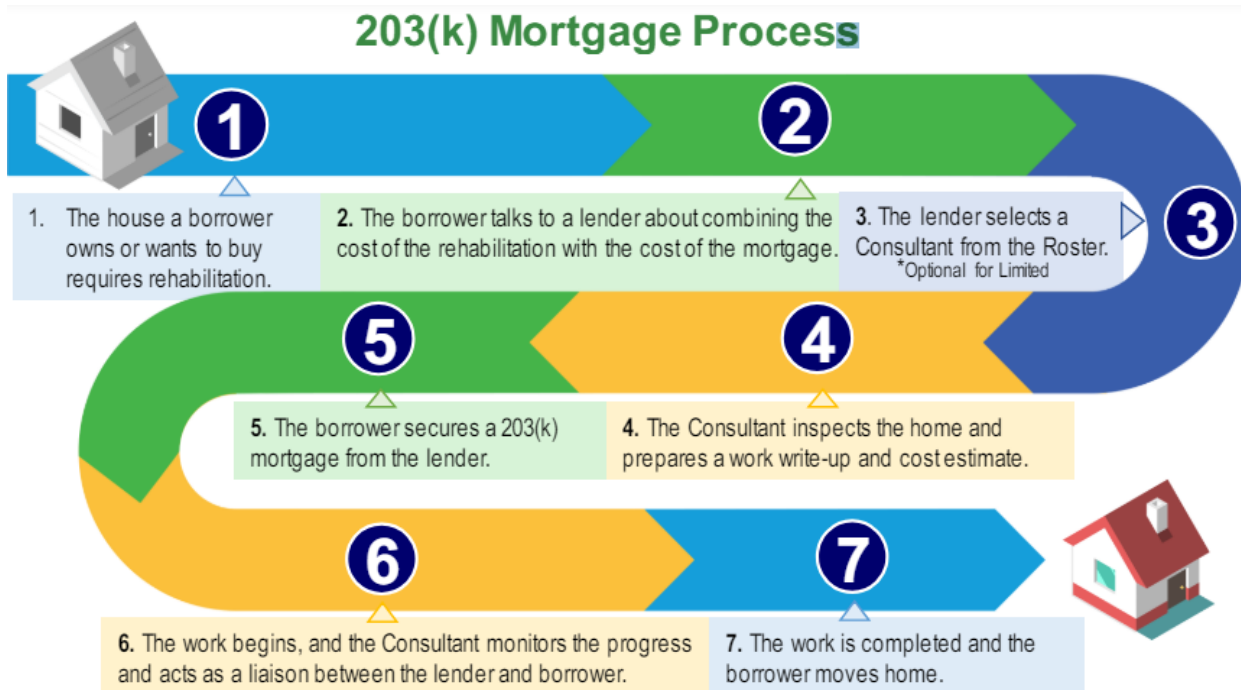 203(k) Mortgage Process
1
2
3
1. The house a borrower
owns or wants to buy
requires rehabilitation.
2. The borrower talks to a lender about combining the
cost of the rehabilitation with the cost of the mortgage.
3. The lender selects a
Consultant from the Roster.
*Optional for Limited
4
4. The Consultant inspects the home and
prepares a work write-up and cost estimate.
5
5. The borrower secures a 203(k)
mortgage from the lender.
6
6. The work begins, and the Consultant monitors the progress
and acts as a liaison between the lender and borrower.
7
7. The work is completed and the
borrower moves home.